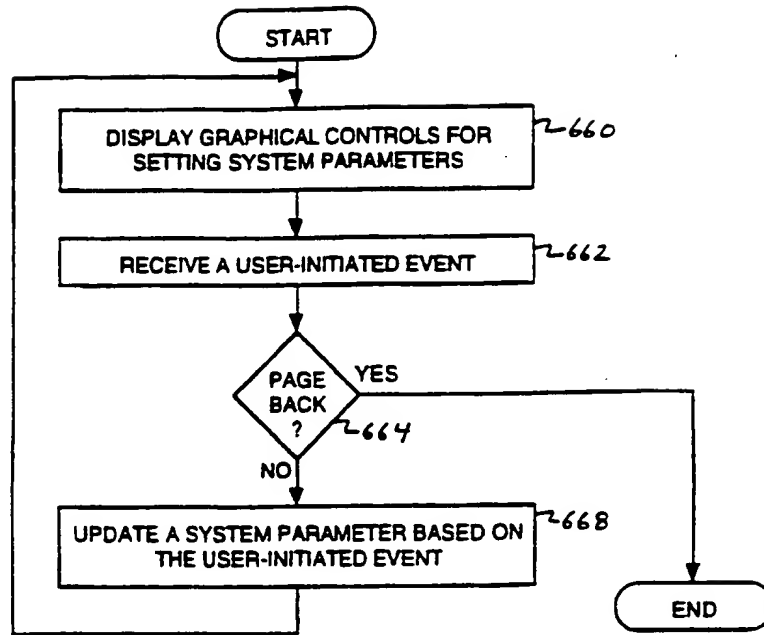 START
DISPLAY GRAPHICAL CONTROLS FOR
SETTING SYSTEM PARAMETERS
660
RECEIVE A USER-INITIATED EVENT
662
PAGE
BACK
?
YES
664
NO
UPDATE A SYSTEM PARAMETER BASED ON
THE USER-INITIATED EVENT
668
END